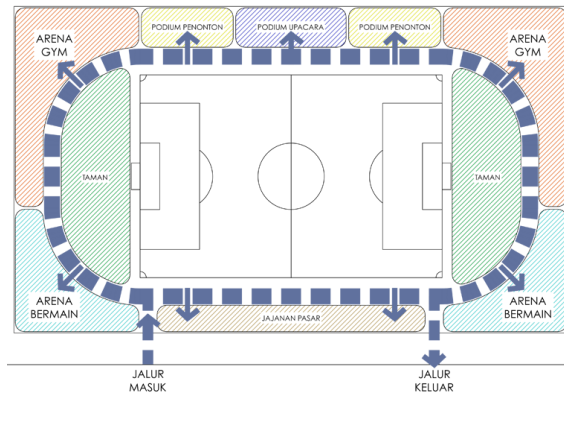 ARENA
GYM
PODIUM PENONTON
PODIUM UPACARA
PODIUM PENONTON
ARENA
GYM
TAMAN
TAMAN
ARENA
BERMAIN
JAJANAN PASAR
ARENA
BERMAIN
JALUR
MASUK
JALUR
KELUAR